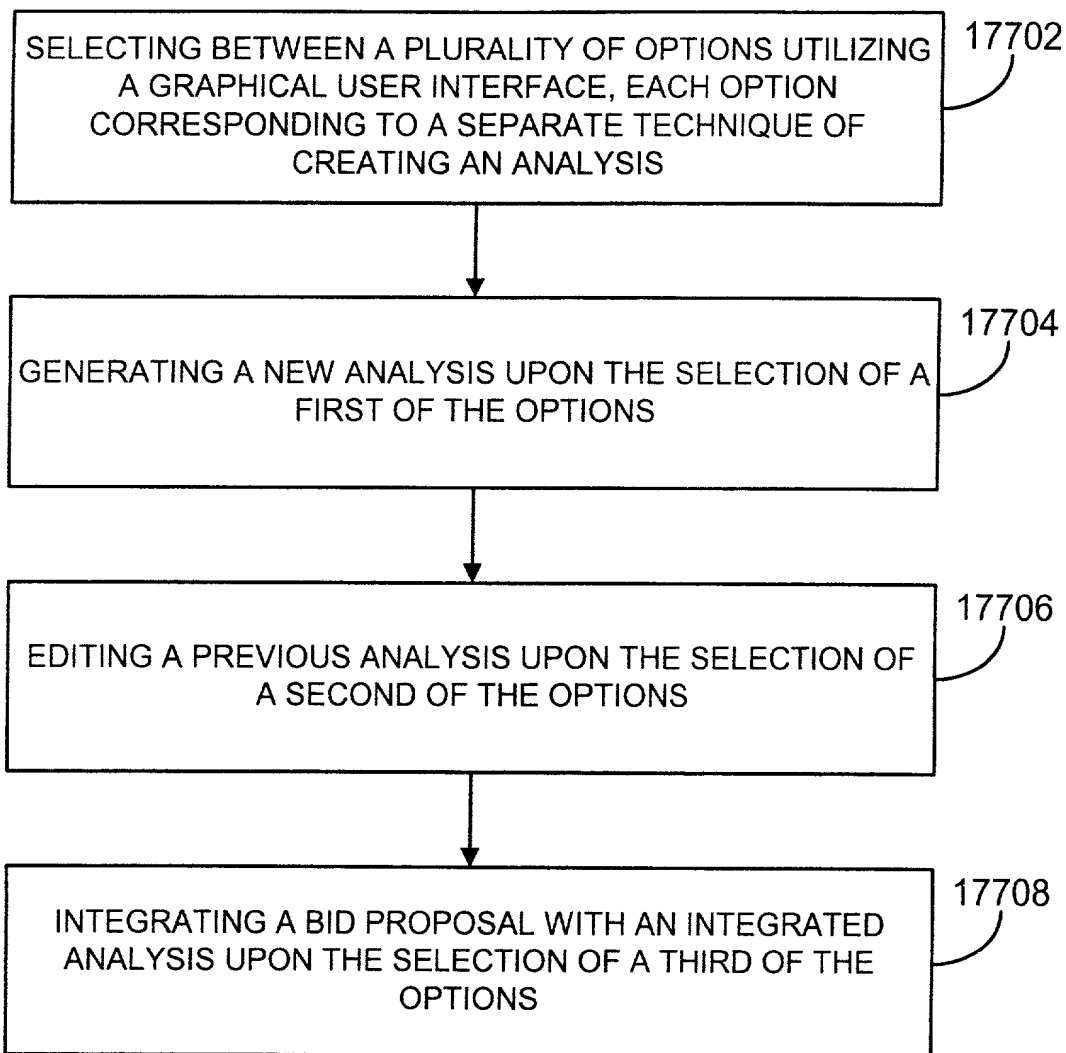 SELECTING BETWEEN A PLURALITY OF OPTIONS UTILIZING
A GRAPHICAL USER INTERFACE, EACH OPTION
CORRESPONDING TO A SEPARATE TECHNIQUE OF
CREATING AN ANALYSIS
17702
GENERATING A NEW ANALYSIS UPON THE SELECTION OF A
FIRST OF THE OPTIONS
17704
EDITING A PREVIOUS ANALYSIS UPON THE SELECTION OF
A SECOND OF THE OPTIONS
17706
INTEGRATING A BID PROPOSAL WITH AN INTEGRATED
ANALYSIS UPON THE SELECTION OF A THIRD OF THE
OPTIONS
17708